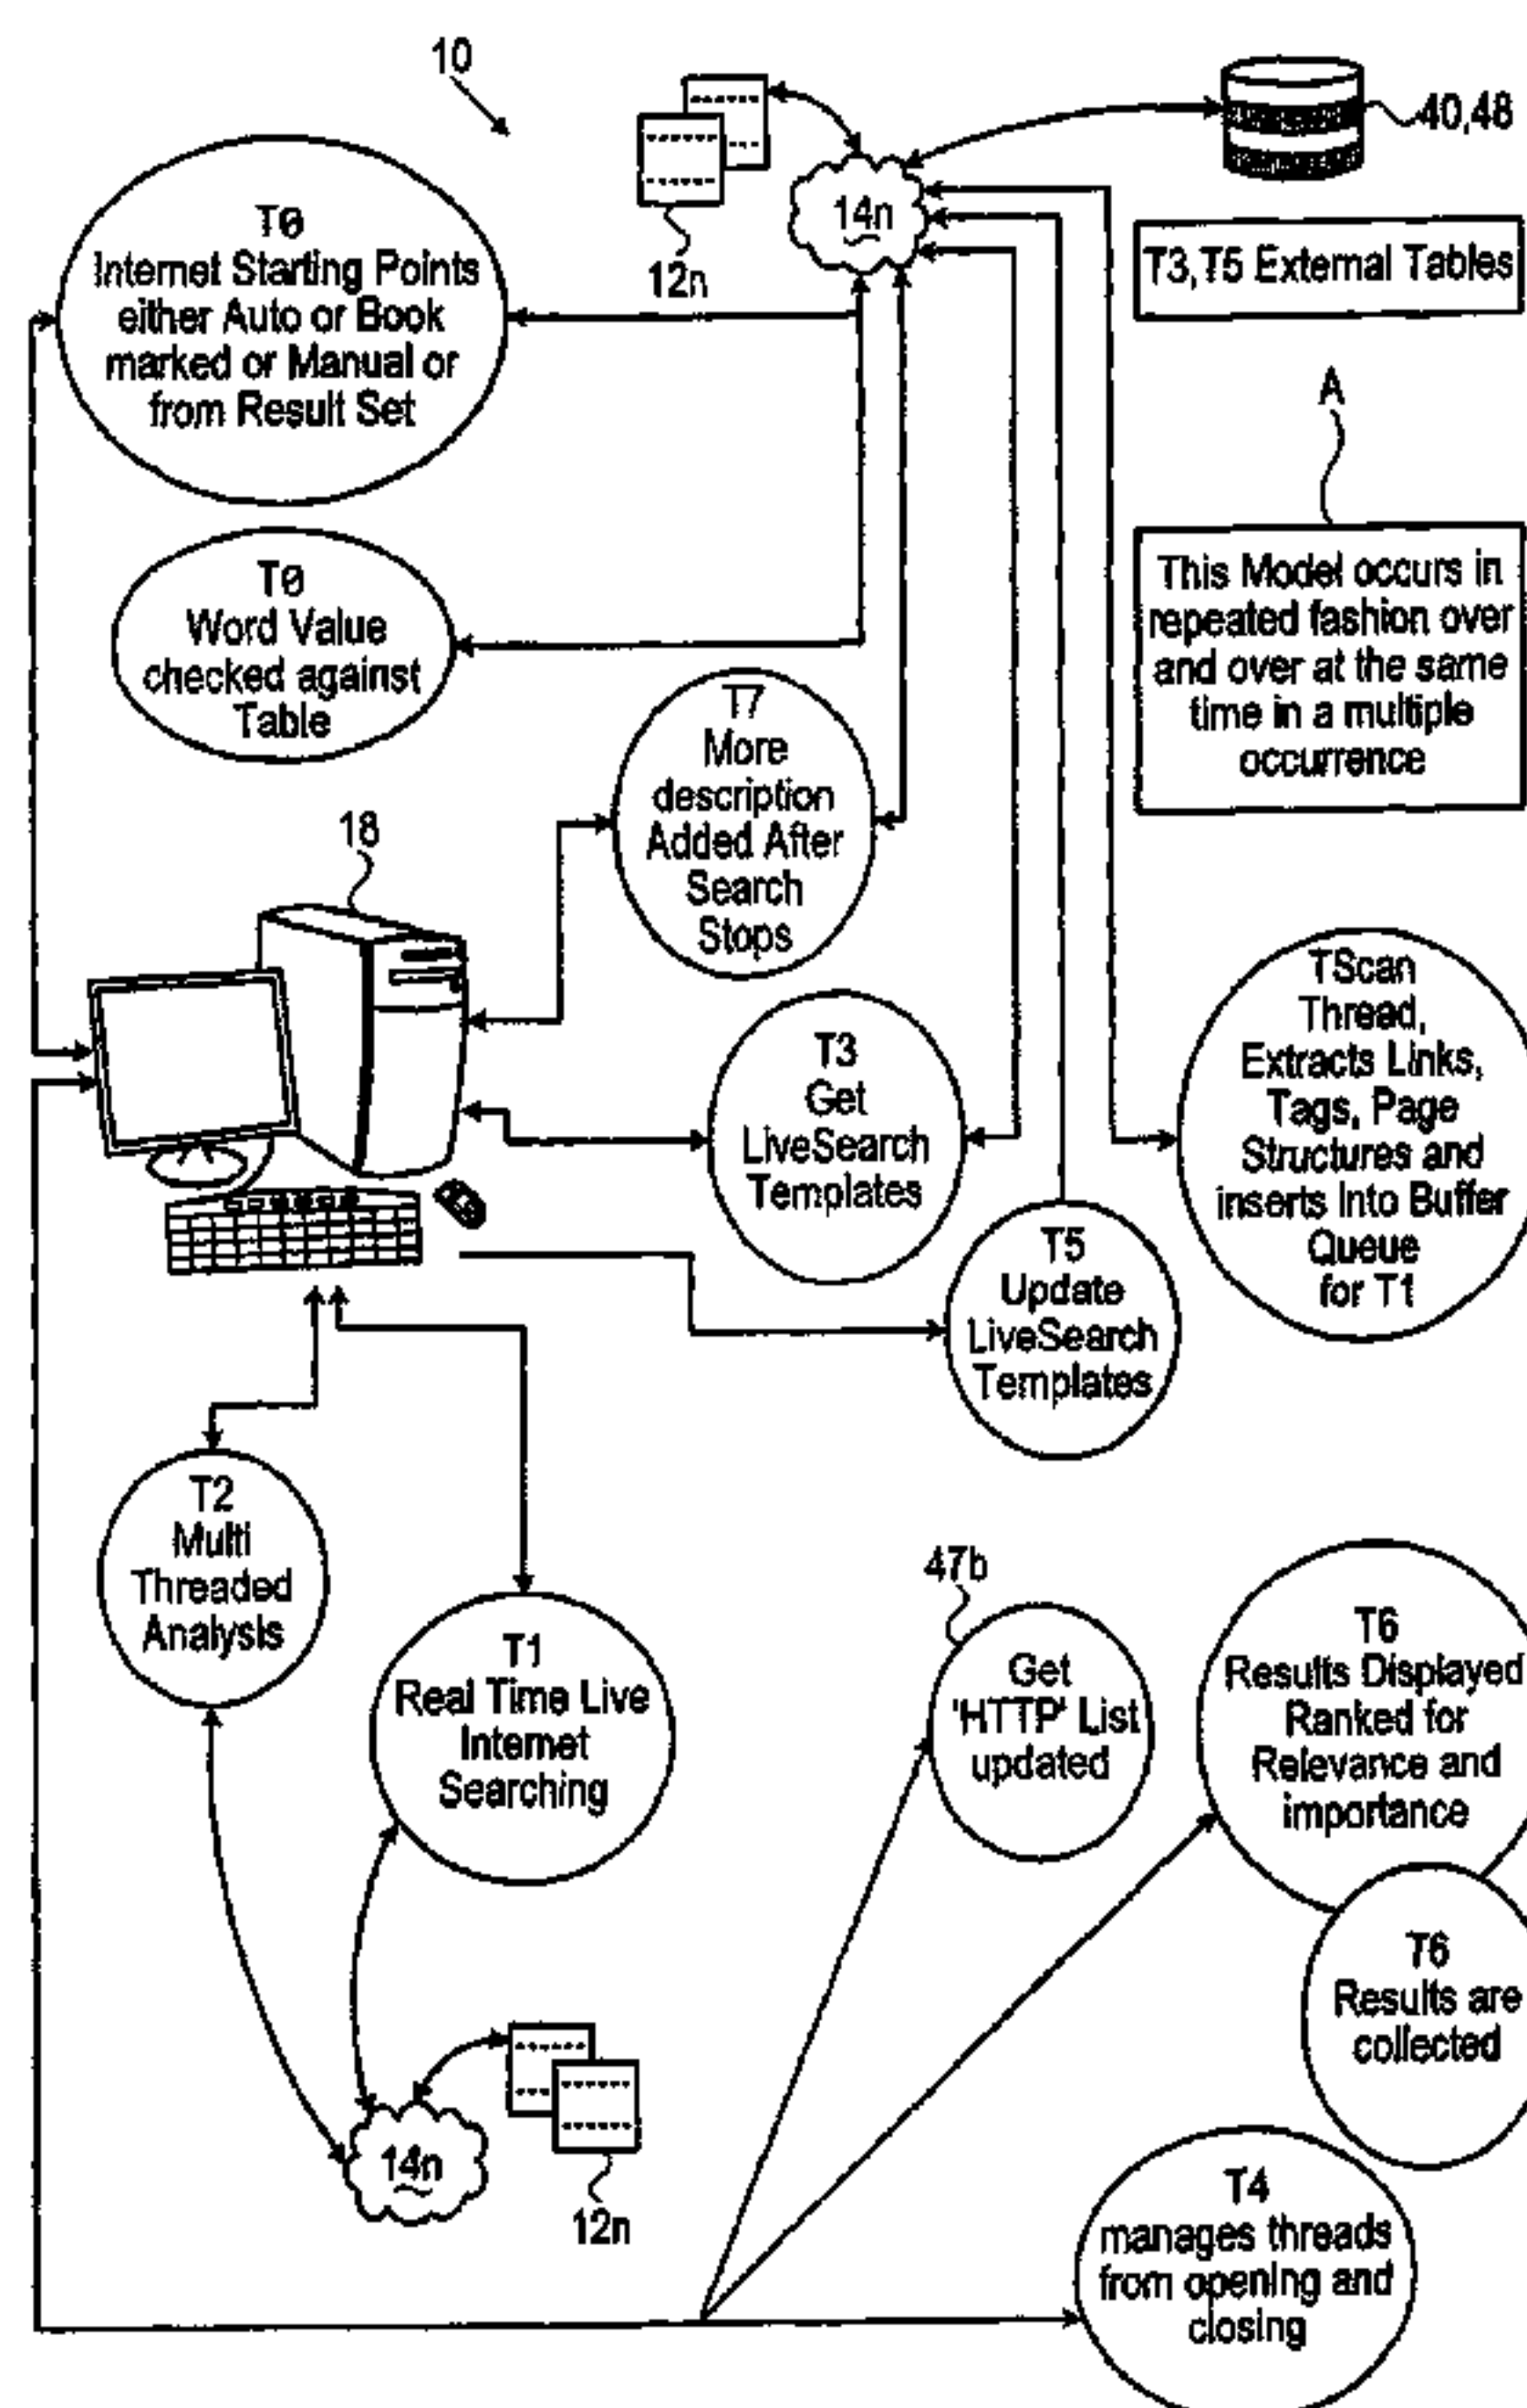 10
40,48
14n
12n
T0
Internet Starting Points
either Auto or Book
marked or Manual or
from Result Set
T3,T5 External Tables
A
This Model occurs in
repeated fashion over
and over at the same
time in a multiple
occurrence
T0
Word Value
checked against
Table
T7
More
description
Added After
Search
Stops
18
TScan
Thread,
Extracts Links,
Tags, Page
Structures and
inserts Into Buffer
Queue
for T1
T3
Get
LiveSearch
Templates
T5
Update
LiveSearch
Templates
T2
Multi
Threaded
Analysis
T1
Real Time Live
Internet
Searching
47b
Get
'HTTP' List
updated
T6
Results Displayed
Ranked for
Relevance and
importance
T6
Results are
collected
14n
12n
T4
manages threads
from opening and
closing